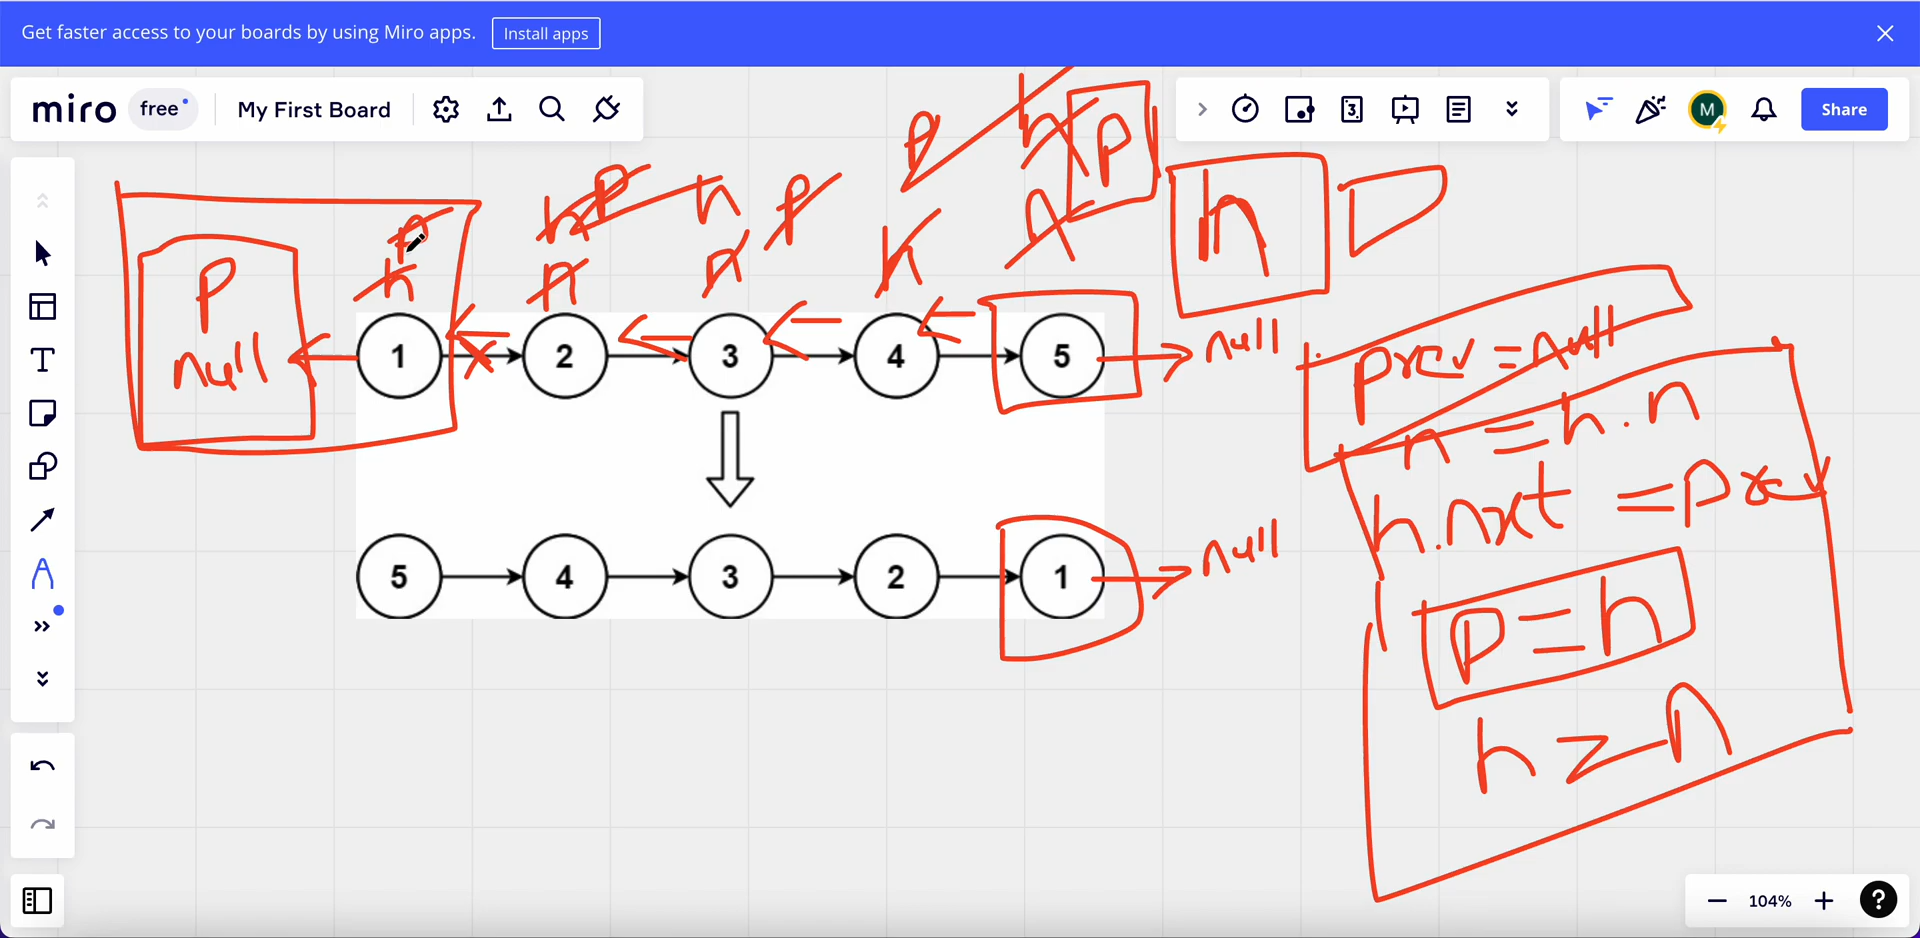 Get faster access to your boards by using Miro apps. Install apps
miro free My First Board
3
M
Share
p
h p
p n
p
p
h
n
h
p
h
n
n
h
n
p
null
1 2 3 4 5
null
prev = null
n = h.n
h.nxt = prev
p = h
h = n
5 4 3 2 1
null
104%
?